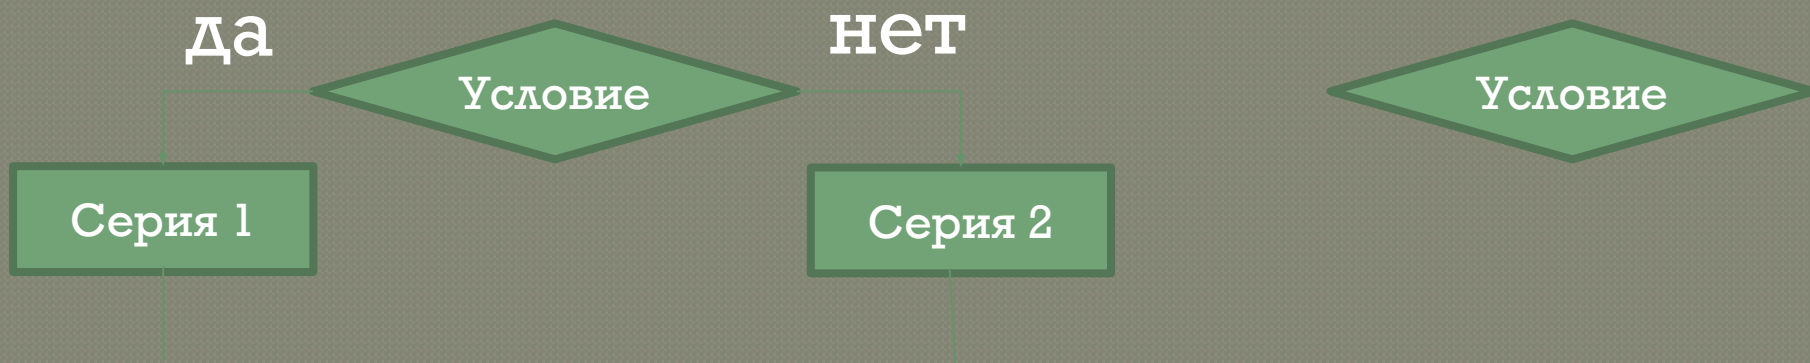 да
нет
Условие
Условие
Серия 1
Серия 2